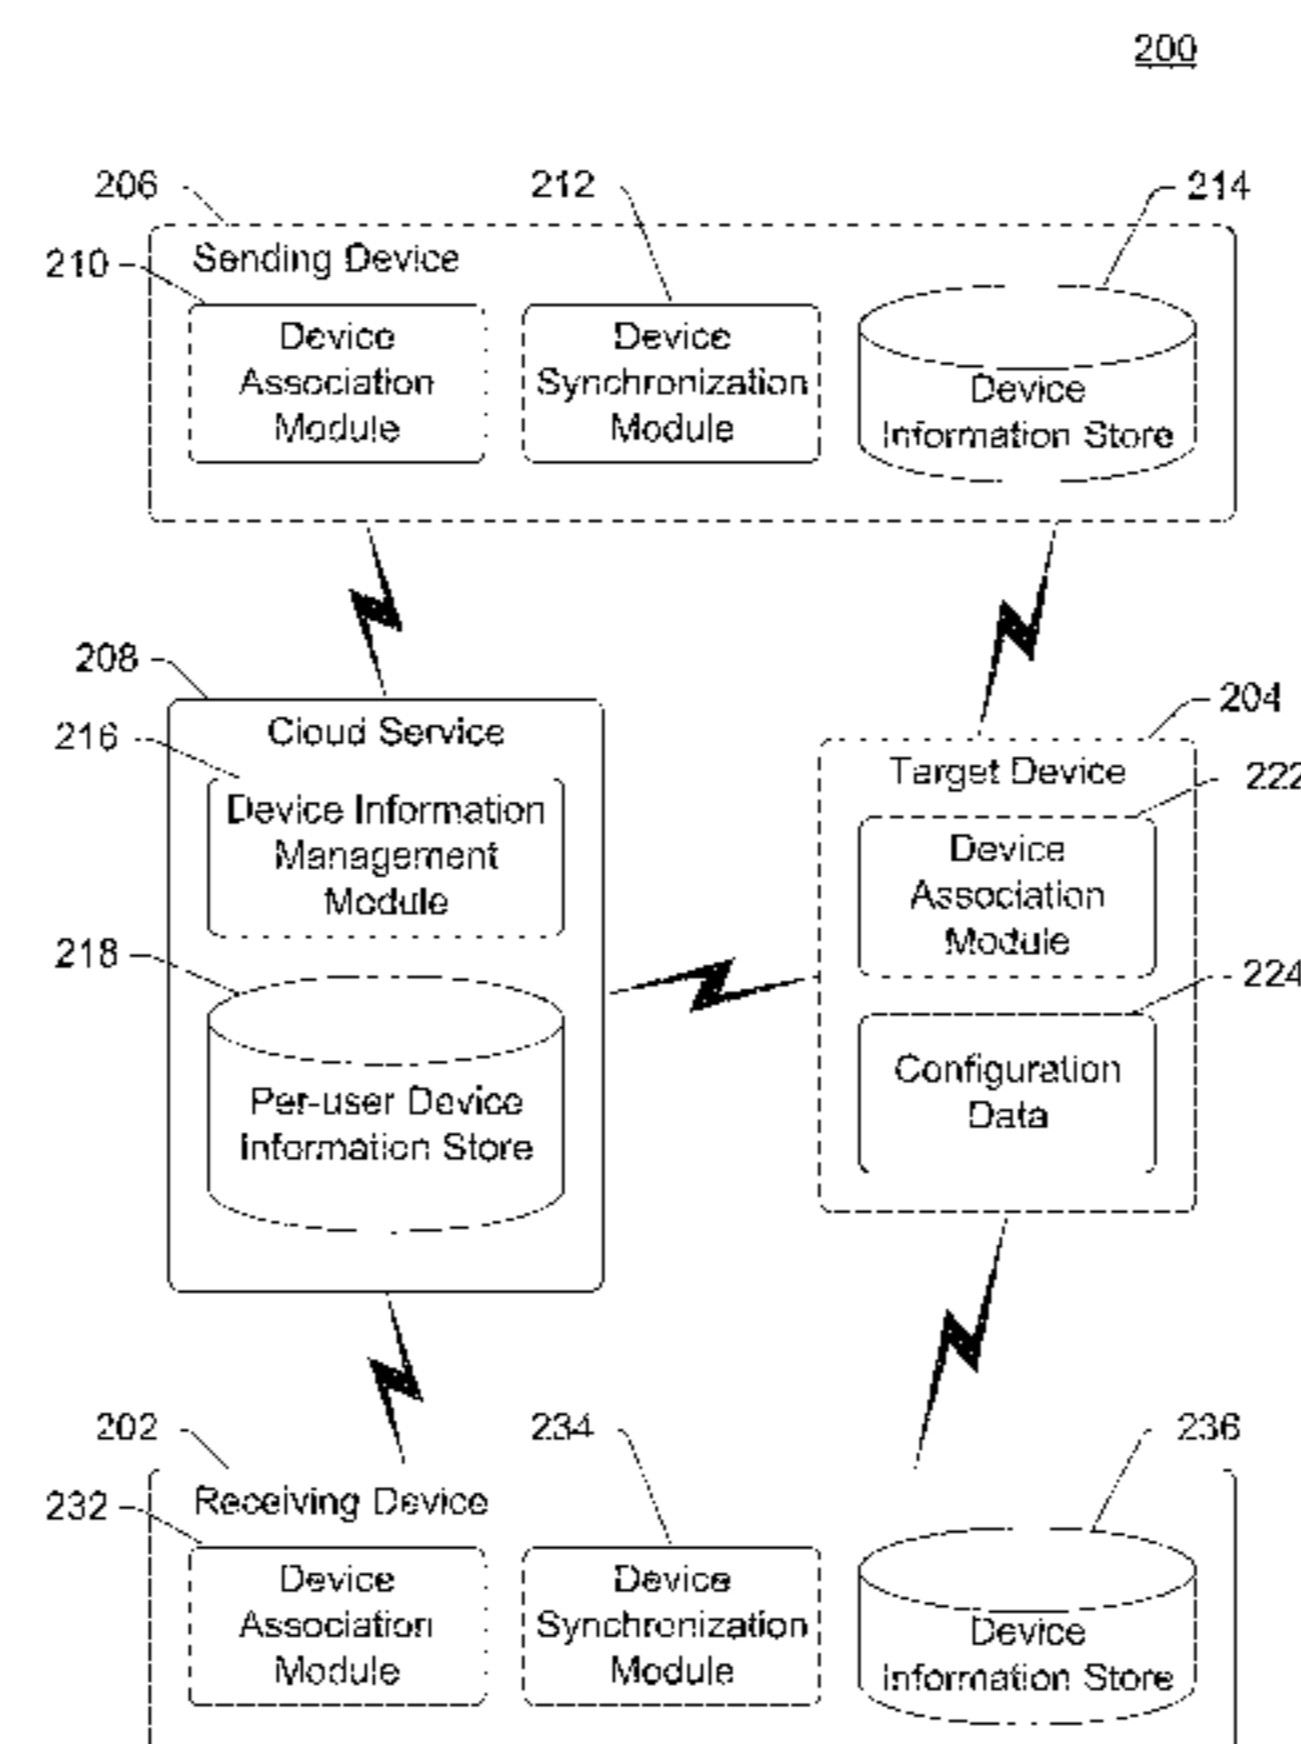 200
206
212
214
210
Sending Device
Device
Association
Module
Device
Synchronization
Module
Device
Information Store
208
Cloud Service
216
Device Information
Management
Module
218
Per-user Device
Information Store
204
Target Device
222
Device
Association
Module
224
Configuration
Data
202
234
236
232
Receiving Device
Device
Association
Module
Device
Synchronization
Module
Device
Information Store